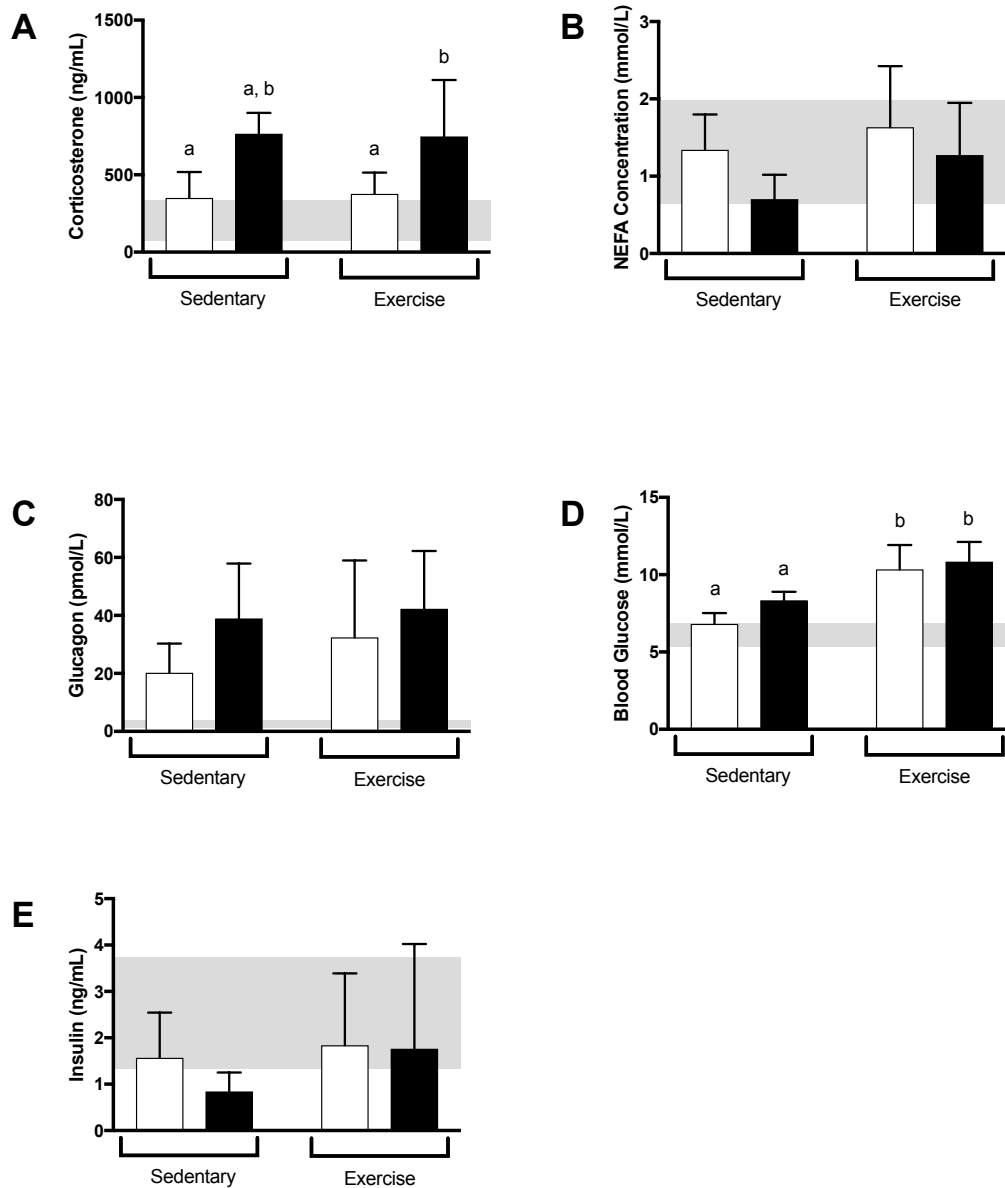 A
Corticosterone (ng/mL)
1500
1000
500
0
a
a, b
a
b
Sedentary
Exercise
B
NEFA Concentration (mmol/L)
3
2
1
0
Sedentary
Exercise
C
Glucagon (pmol/L)
80
60
40
20
0
Sedentary
Exercise
D
Blood Glucose (mmol/L)
15
10
5
0
a
a
b
b
Sedentary
Exercise
E
Insulin (ng/mL)
5
4
3
2
1
0
Sedentary
Exercise